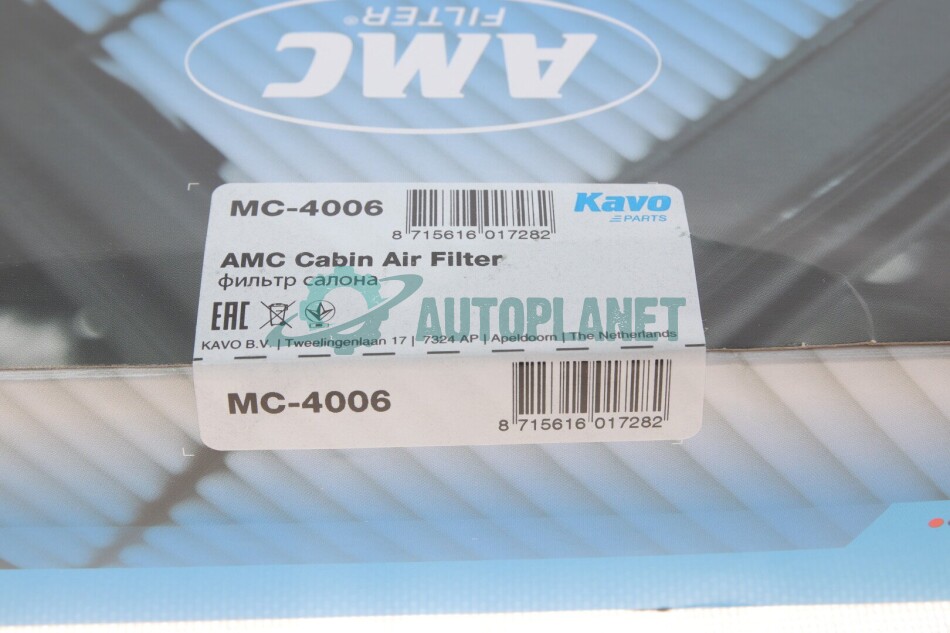 AMC
FILTER®
MC-4006
8 715616 017282
Kavo
PARTS
AMC Cabin Air Filter
фильтр салона
EAC
AUTOPLANET
KAVO B.V. | Tweelingenlaan 17 | 7324 AP | Apeldoorn | The Netherlands
MC-4006
8 715616 017282